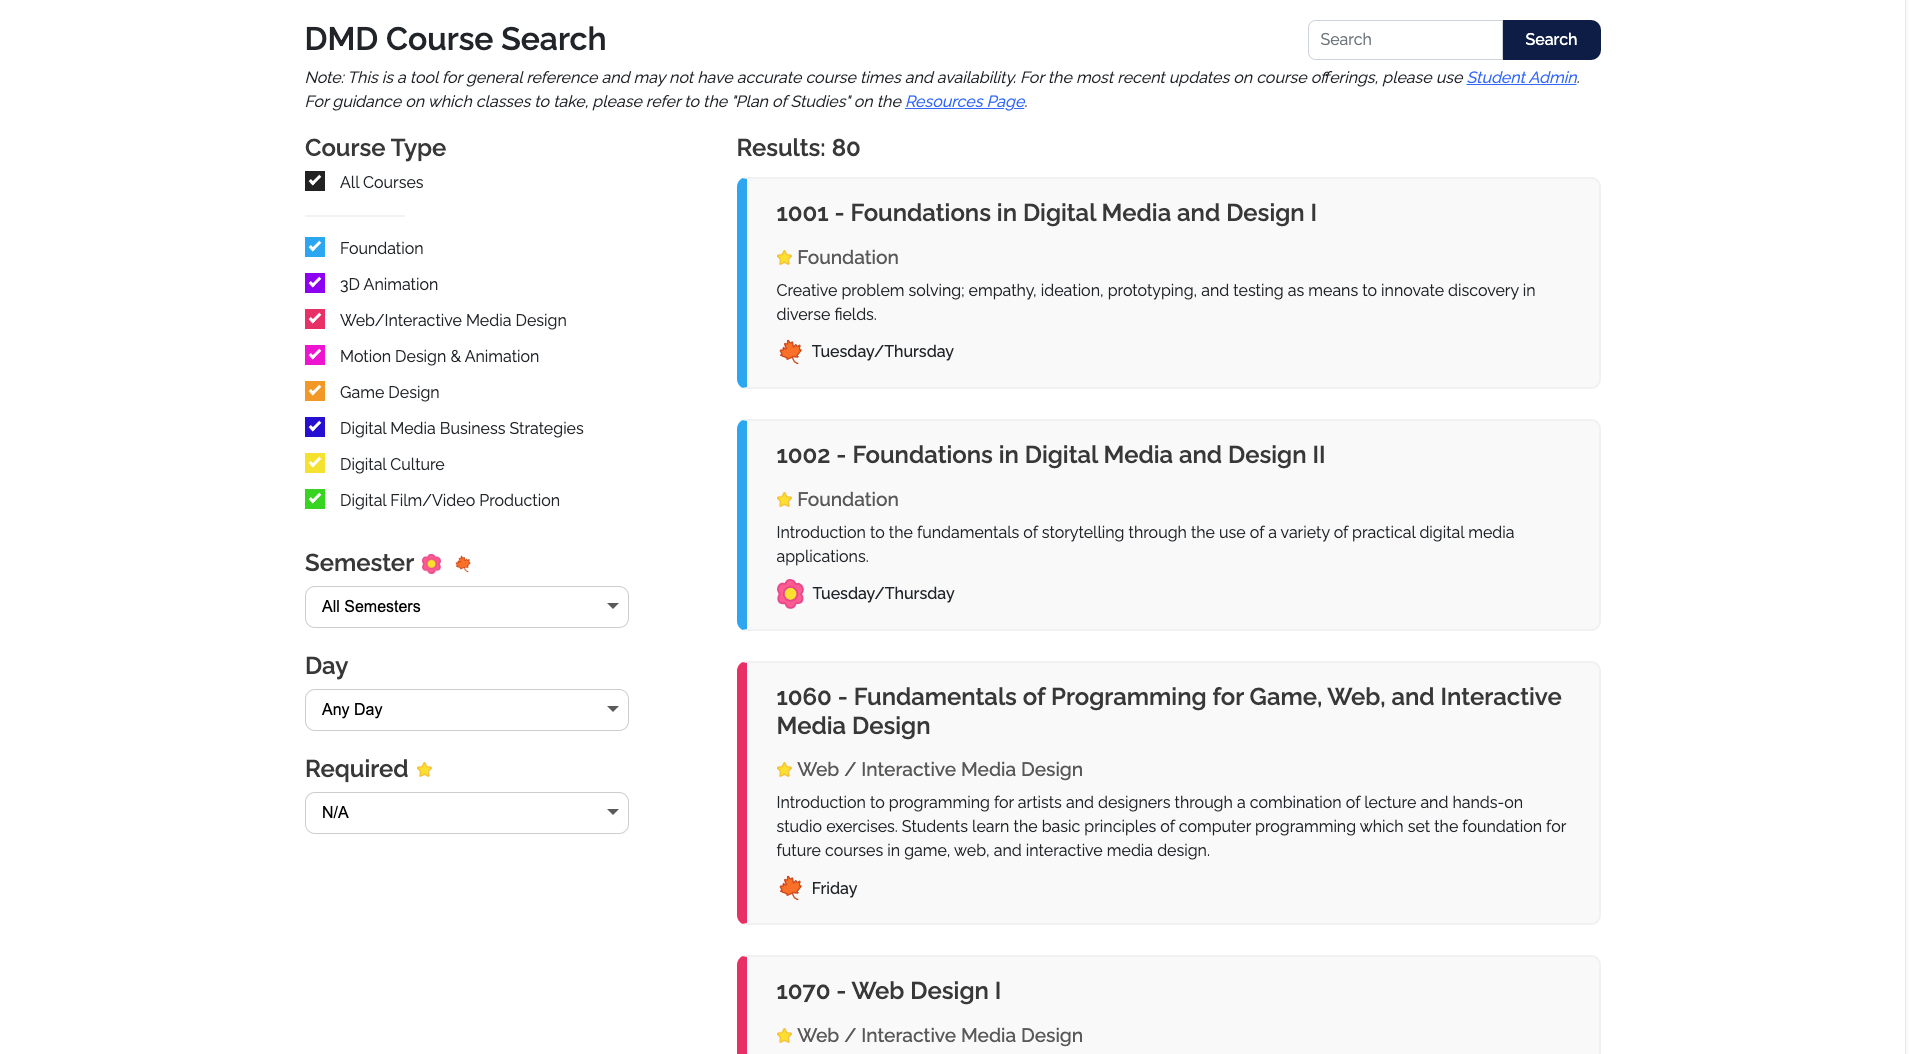 DMD Course Search
Search
Search
Note: This is a tool for general reference and may not have accurate course times and availability. For the most recent updates on course offerings, please use Student Admin.
For guidance on which classes to take, please refer to the "Plan of Studies" on the Resources Page.
Course Type
All Courses
Foundation
3D Animation
Web/Interactive Media Design
Motion Design & Animation
Game Design
Digital Media Business Strategies
Digital Culture
Digital Film/Video Production
Semester
All Semesters
Day
Any Day
Required
N/A
Results: 80
1001 - Foundations in Digital Media and Design I
Foundation
Creative problem solving; empathy, ideation, prototyping, and testing as means to innovate discovery in
diverse fields.
Tuesday/Thursday
1002 - Foundations in Digital Media and Design II
Foundation
Introduction to the fundamentals of storytelling through the use of a variety of practical digital media
applications.
Tuesday/Thursday
1060 - Fundamentals of Programming for Game, Web, and Interactive
Media Design
Web / Interactive Media Design
Introduction to programming for artists and designers through a combination of lecture and hands-on
studio exercises. Students learn the basic principles of computer programming which set the foundation for
future courses in game, web, and interactive media design.
Friday
1070 - Web Design I
Web / Interactive Media Design